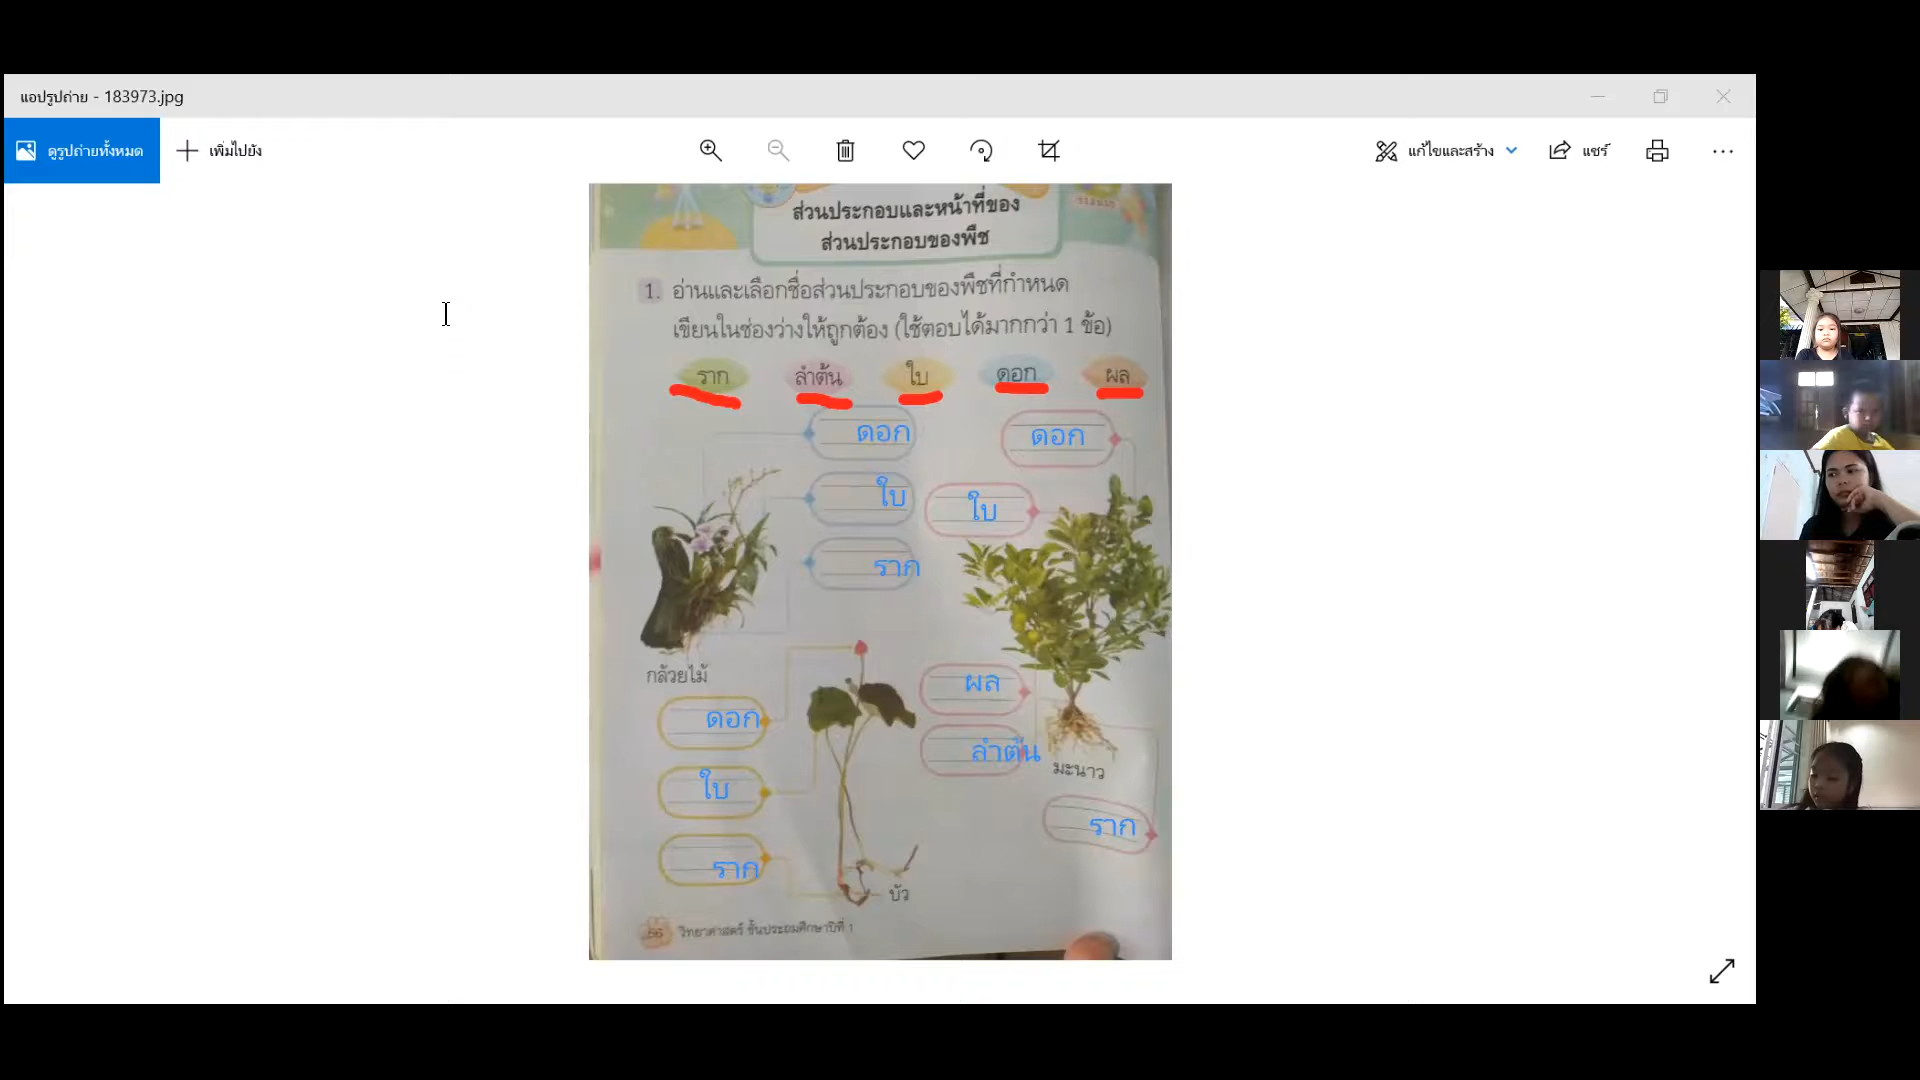 แอปรูปถ่าย - 183973.jpg
ดูรูปถ่ายทั้งหมด
เพิ่มไปยัง
แก้ไขและสร้าง
แชร์
ส่วนประกอบและหน้าที่ของ
ส่วนประกอบของพืช
1. อ่านและเลือกชื่อส่วนประกอบของพืชที่กำหนด
เขียนในช่องว่างให้ถูกต้อง (ใช้ตอบได้มากกว่า 1 ข้อ)
ราก ลำต้น ใบ ดอก ผล
ดอก
ใบ
ราก
กล้วยไม้
ดอก
ใบ
ผล
ลำต้น
มะนาว
ราก
ดอก
ใบ
ราก
บัว
66 วิทยาศาสตร์ ชั้นประถมศึกษาปีที่ 1